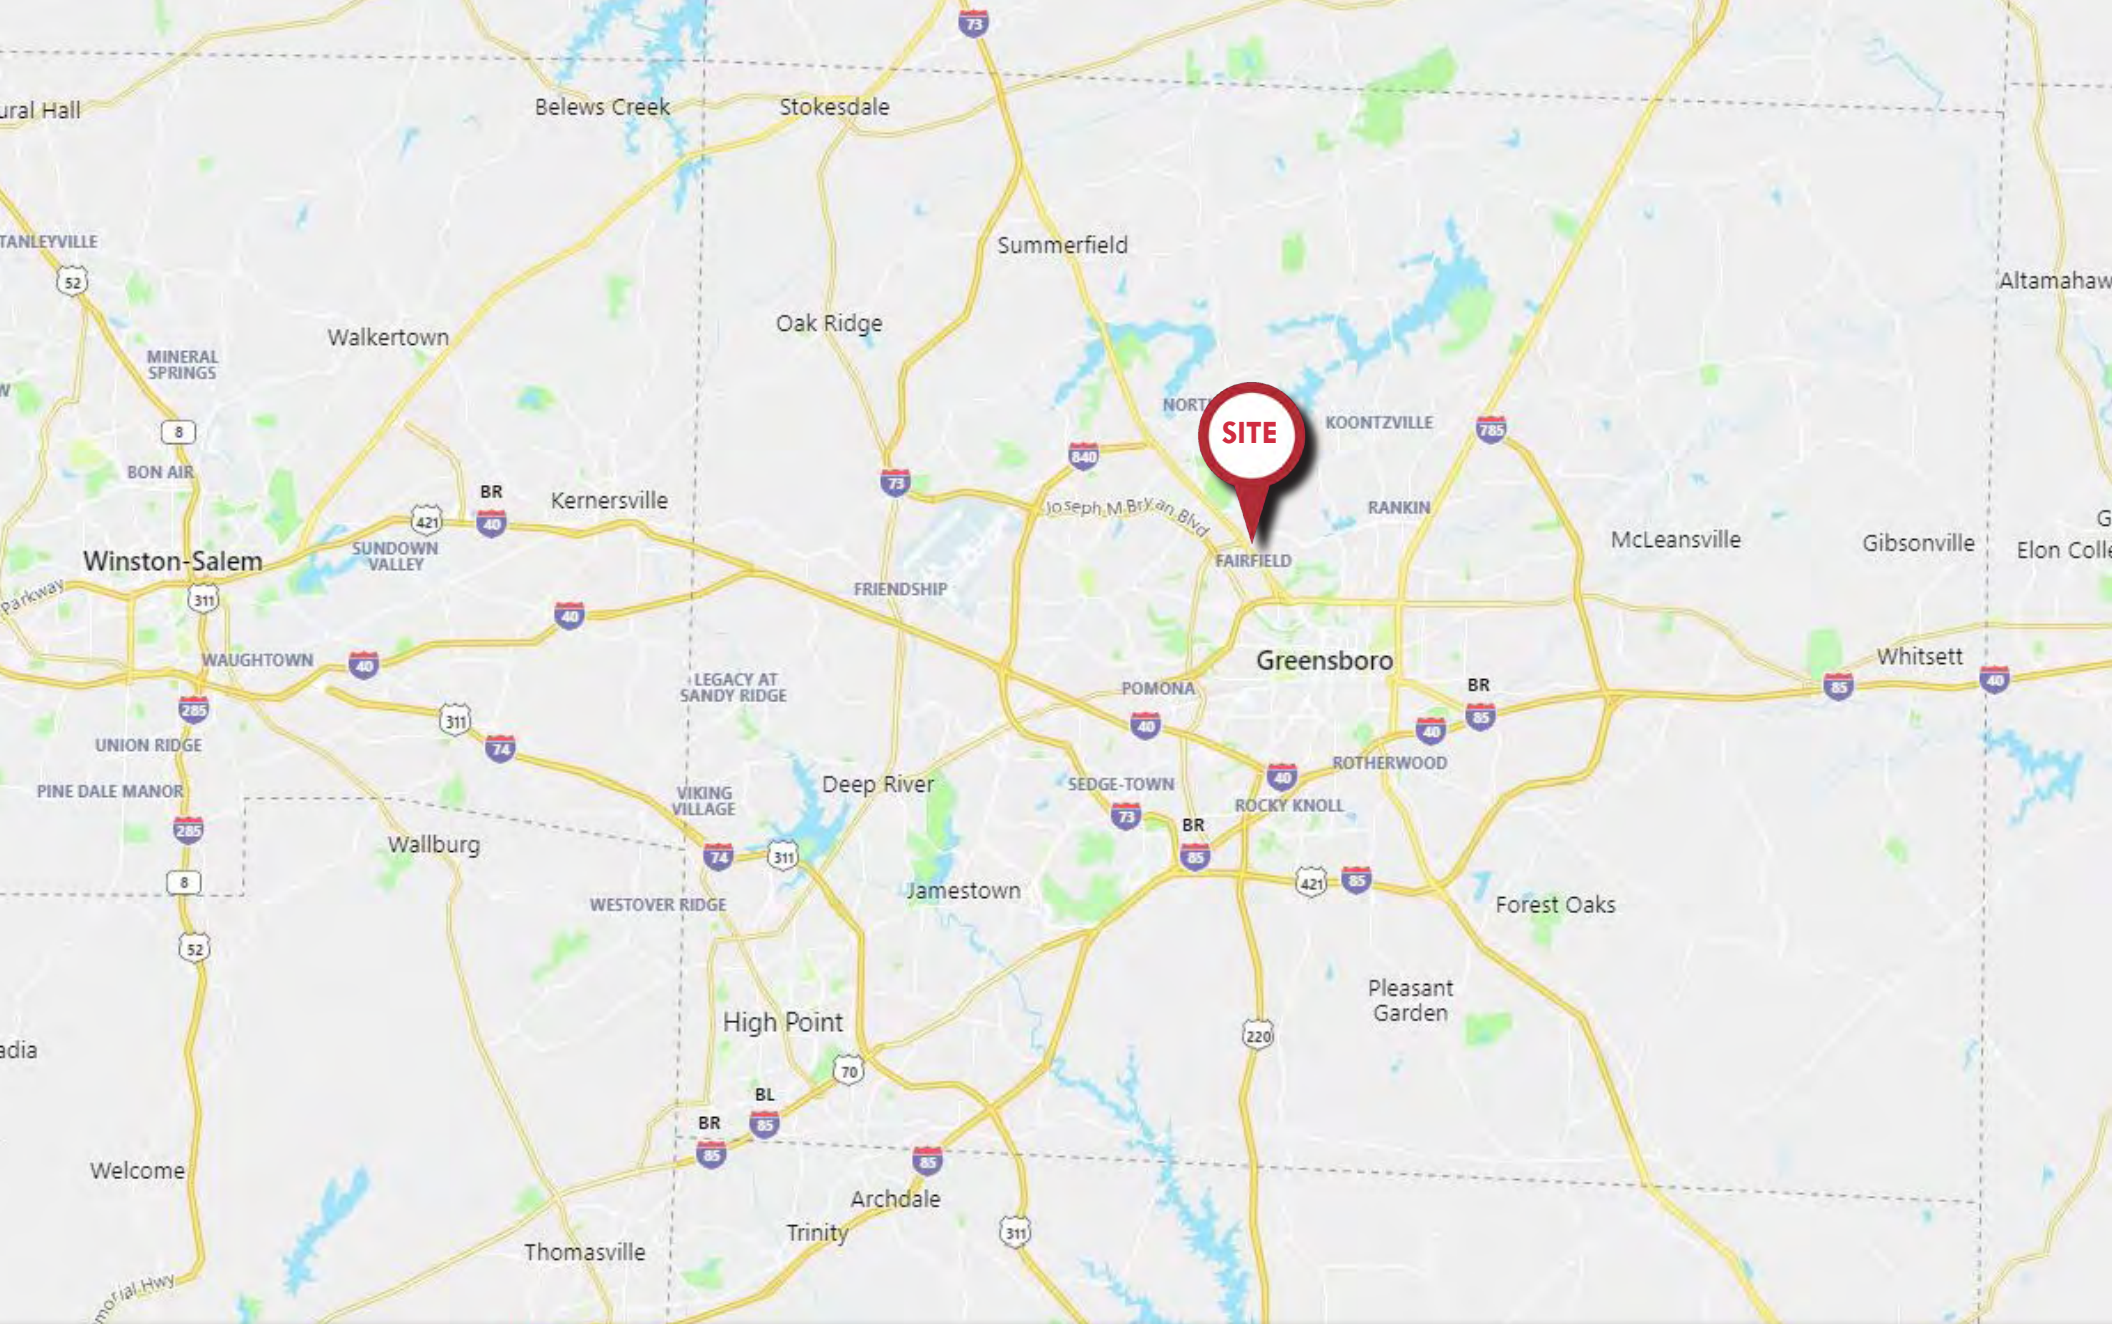 73
Belews Creek
Stokesdale
ural Hall
TANLEYVILLE
Summerfield
52
Altamahaw
Oak Ridge
Walkertown
MINERAL
SPRINGS
W
KOONTZVILLE
SITE
785
8
840
BON AIR
73
BR
Kernersville
Joseph M Bryan Blvd
RANKIN
421
40
McLeansville
Gibsonville
G
Elon Colle
SUNDOWN
VALLEY
Winston-Salem
FAIRFIELD
FRIENDSHIP
Parkway
311
40
WAUGHTOWN
40
Greensboro
Whitsett
LEGACY AT
SANDY RIDGE
POMONA
BR
85
40
285
311
40
40
85
74
UNION RIDGE
ROTHERWOOD
40
PINE DALE MANOR
VIKING
VILLAGE
Deep River
SEDGE-TOWN
ROCKY KNOLL
73
BR
285
Wallburg
74
311
85
8
421
85
Jamestown
WESTOVER RIDGE
Forest Oaks
52
Pleasant
Garden
High Point
220
adia
70
BL
85
BR
85
85
Welcome
Archdale
Trinity
311
Thomasville
morial Hwy